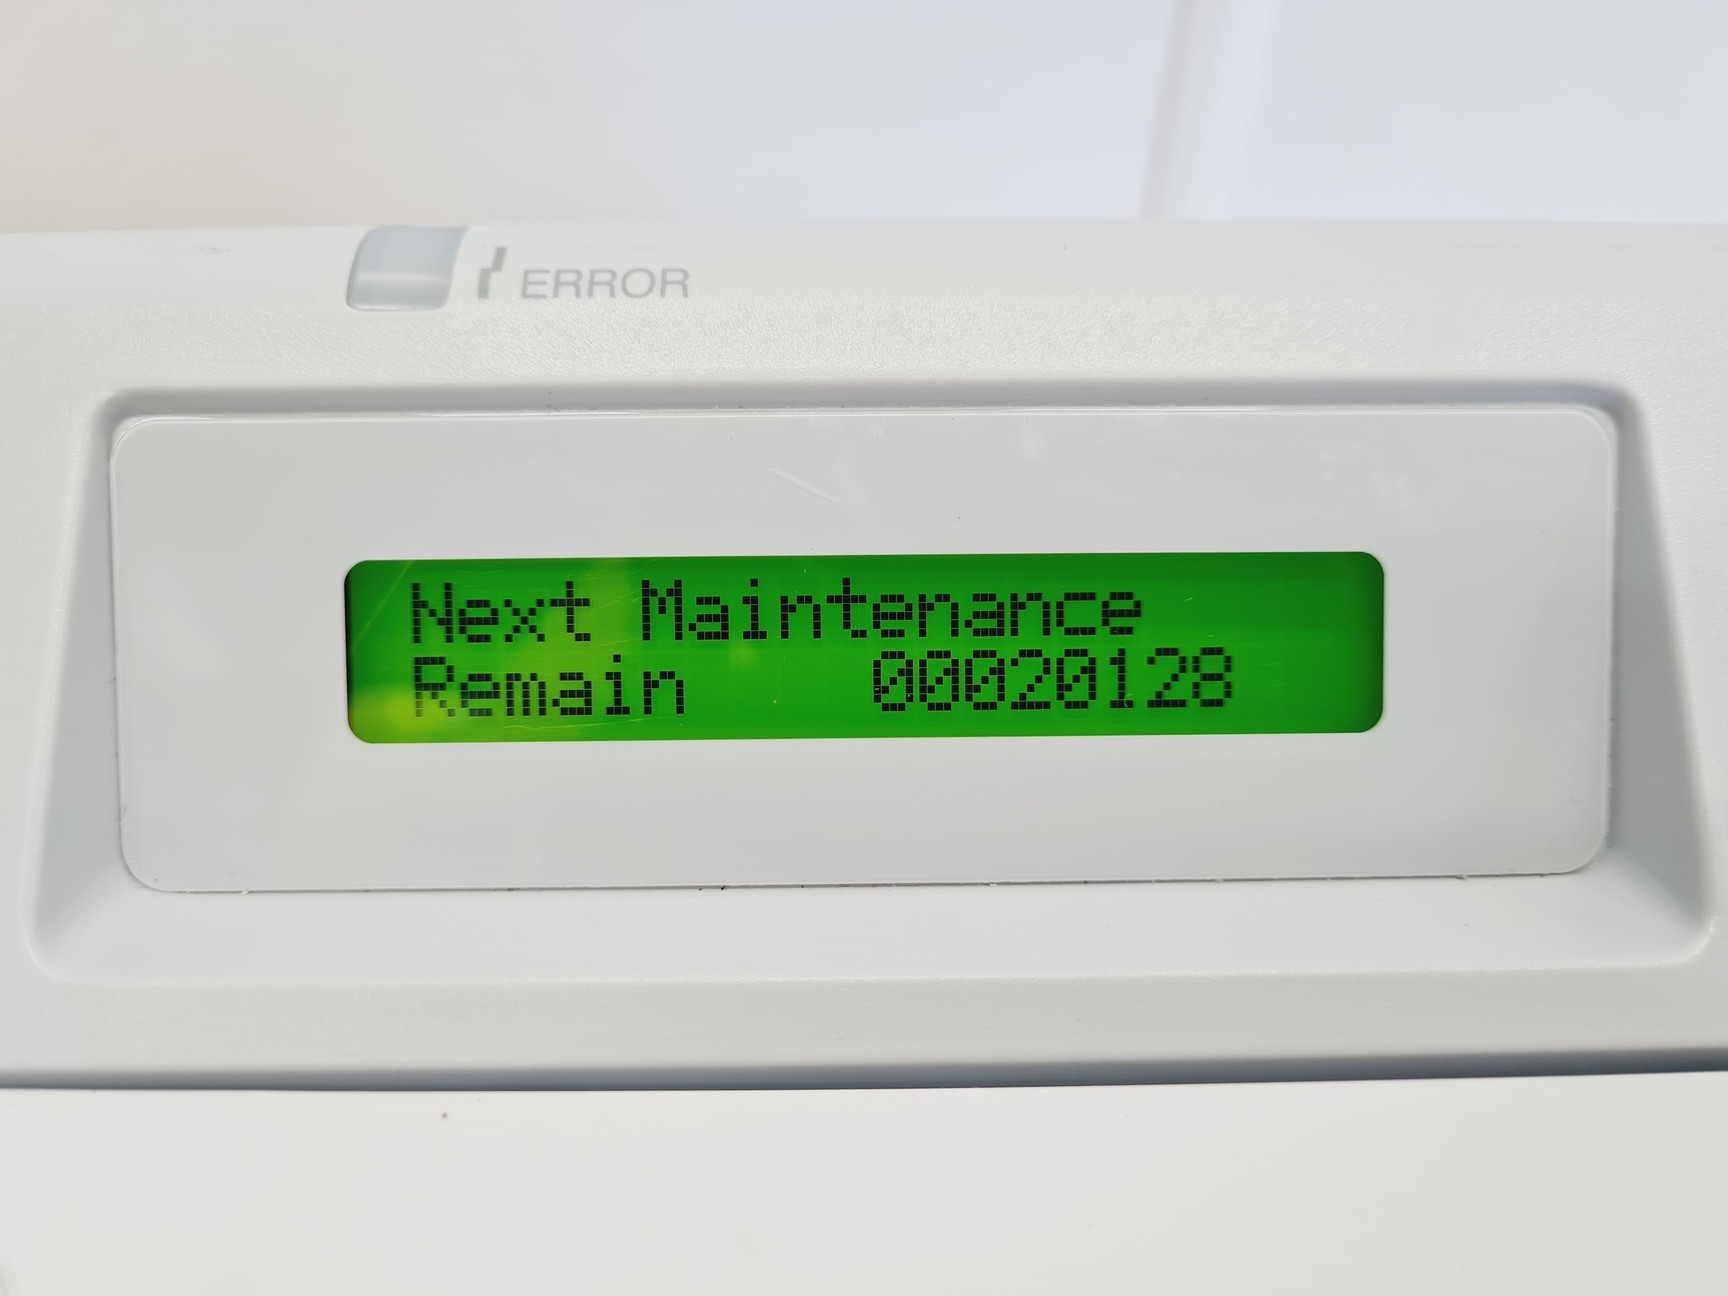 ERROR
Next Maintenance
Remain 00020128